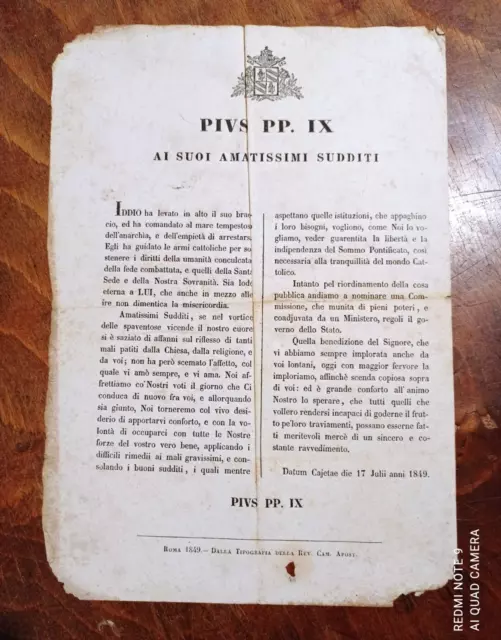 PIVS PP. IX
AI SUOI AMATISSIMI SUDDITI
IDDIO ha levato in alto il suo brac-
cio, ed ha comandato al mare tempestoso
dell'anarchia, e dell'empietà di arrestarsi.
Egli ha guidato le armi cattoliche per so
stenere i diritti della umanità conculcata
della fede combattuta, e quelli della Santa
Sede e della Nostra Sovranità. Sia lode
eterna a LUI, che anche in mezzo alle
ire non dimentica la misericordia.
Amatissimi Sudditi, se nel vortice
delle spaventose vicende il nostro cuore
si è saziato di affanni sul riflesso di tanti
mali patiti dalla Chiesa, dalla religione, e
da voi; non ha però scemato l'affetto, col
quale vi amò sempre, e vi ama. Noi af-
frettiamo co'Nostri voti il giorno che Ci
conduca di nuovo fra voi, e allorquando
sia giunto, Noi torneremo col vivo desi-
derio di apportarvi conforto, e con la vo-
lontà di occuparci con tutte le Nostre
forze del vostro vero bene, applicando i
difficili rimedii ai mali gravissimi, e con-
solando i buoni sudditi, i quali mentre
aspettano quelle istituzioni, che appaghino
i loro bisogni, vogliono, come Noi lo vo-
gliamo, veder guarentita la libertà e la
indipendenza del Sommo Pontificato, così
necessaria alla tranquillità del mondo Cat-
tolico.
Intanto pel riordinamento della cosa
pubblica andiamo a nominare una Com-
missione, che munita di pieni poteri, e
coadjuvata da un Ministero, regoli il go-
verno dello Stato.
Quella benedizione del Signore, che
vi abbiamo sempre implorata anche da
voi lontani, oggi con maggior fervore la
imploriamo, affinchè scenda copiosa sopra
di voi: ed è grande conforto all'animo
Nostro lo sperare, che tutti quelli che
vollero rendersi incapaci di goderne il frut-
to pe'loro traviamenti, possano esserne fat-
ti meritevoli mercè di un sincero e co-
stante ravvedimento.
Datum Cajetae die 17 Julii anni 1849.
PIVS PP. IX
ROMA 1849.- DALLA TIPOGRAFIA DELLA REV. CAM. APOST.
REDMI NOTE 9
AI QUAD CAMERA